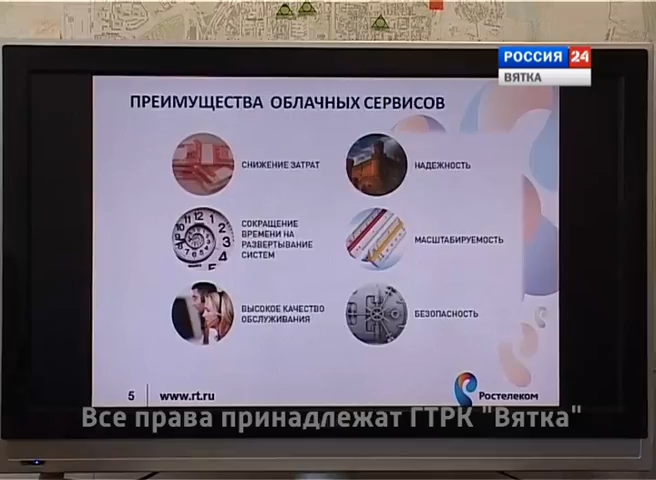 РОССИЯ 24
ВЯТКА
ПРЕИМУЩЕСТВА ОБЛАЧНЫХ СЕРВИСОВ
СНИЖЕНИЕ ЗАТРАТ
НАДЕЖНОСТЬ
СОКРАЩЕНИЕ
ВРЕМЕНИ НА
РАЗВЕРТЫВАНИЕ
СИСТЕМ
МАСШТАБИРУЕМОСТЬ
ВЫСОКОЕ КАЧЕСТВО
ОБСЛУЖИВАНИЯ
БЕЗОПАСНОСТЬ
5 www.rt.ru
Ростелеком
Все права принадлежат ГТРК "Вятка"